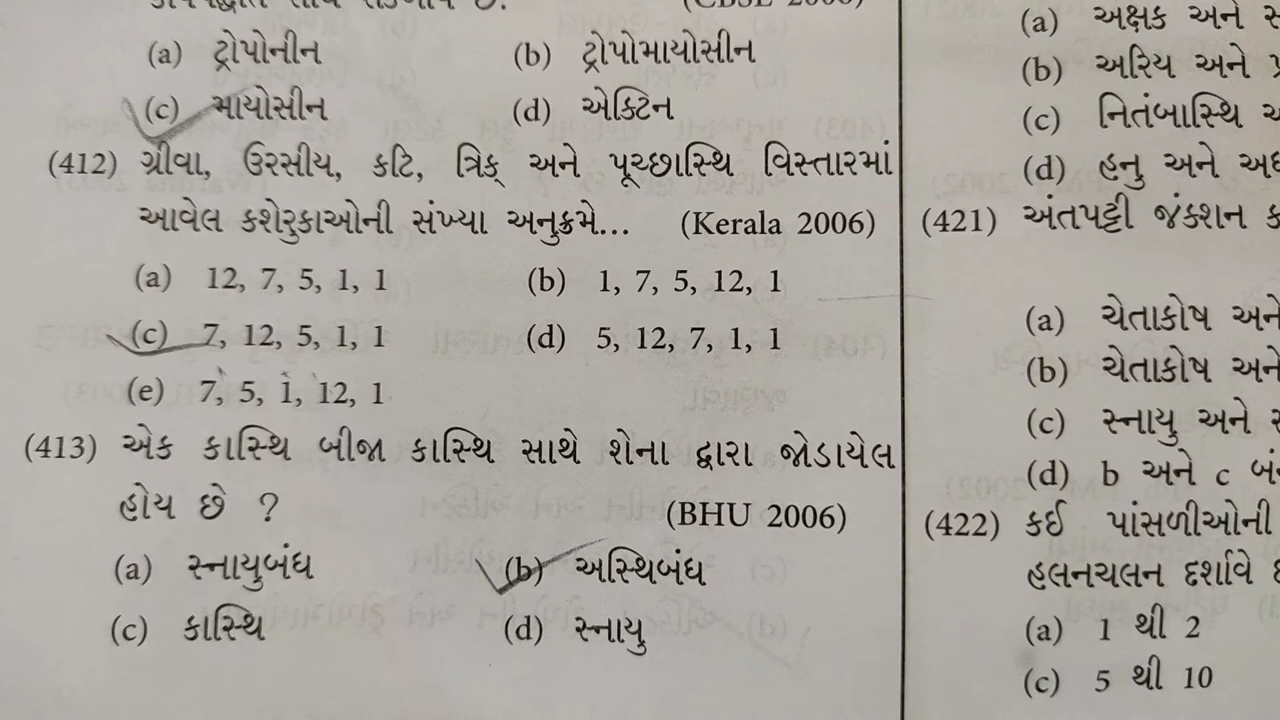 (a) ટ્રોપોનીન (b) ટ્રોપોમાયોસીન
(c) માયોસીન (d) એક્ટિન
(412) ગ્રીવા, ઉરસીય, કટિ, ત્રિક્ અને પૂચ્છાસ્થિ વિસ્તારમાં
આવેલ કશેરુકાઓની સંખ્યા અનુક્રમે... (Kerala 2006)
(a) 12, 7, 5, 1, 1 (b) 1, 7, 5, 12, 1
(c) 7, 12, 5, 1, 1 (d) 5, 12, 7, 1, 1
(e) 7, 5, 1, 12, 1
(413) એક કાસ્થિ બીજા કાસ્થિ સાથે શેના દ્વારા જોડાયેલ
હોય છે ? (BHU 2006)
(a) સ્નાયુબંધ (b) અસ્થિબંધ
(c) કાસ્થિ (d) સ્નાયુ
(a) અક્ષક અને
(b) અરિય અને
(c) નિતંબાસ્થિ
(d) હનુ અને
(421) અંતપટ્ટી જંક્શન
(a) ચેતાકોષ અને
(b) ચેતાકોષ અને
(c) સ્નાયુ અને
(d) b અને c
(422) કઈ પાંસળીઓની
હલનચલન દર્શાવે
(a) 1 થી 2
(c) 5 થી 10